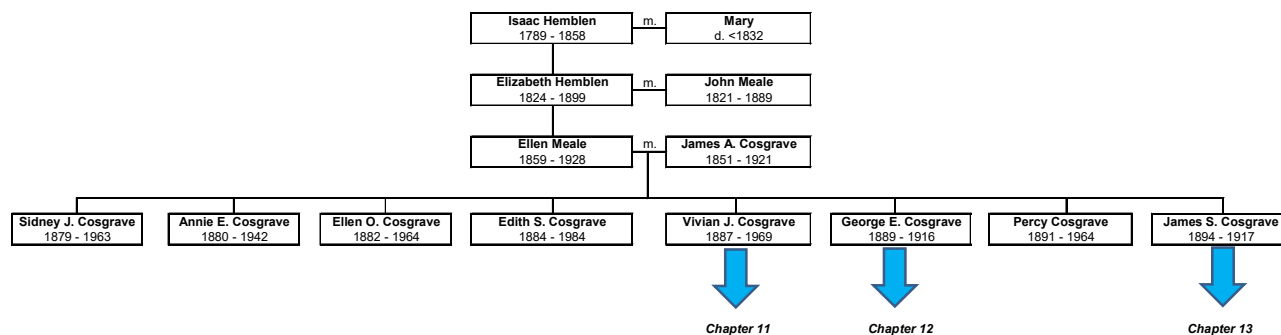 Isaac Hemblen m. Mary
1789 - 1858 d. <1832
Elizabeth Hemblen m. John Meale
1824 - 1899 1821 - 1889
Ellen Meale m. James A. Cosgrave
1859 - 1928 1851 - 1921
Sidney J. Cosgrave Annie E. Cosgrave Ellen O. Cosgrave Edith S. Cosgrave Vivian J. Cosgrave George E. Cosgrave Percy Cosgrave James S. Cosgrave
1879 - 1963 1880 - 1942 1882 - 1964 1884 - 1984 1887 - 1969 1889 - 1916 1891 - 1964 1894 - 1917
Chapter 11 Chapter 12 Chapter 13